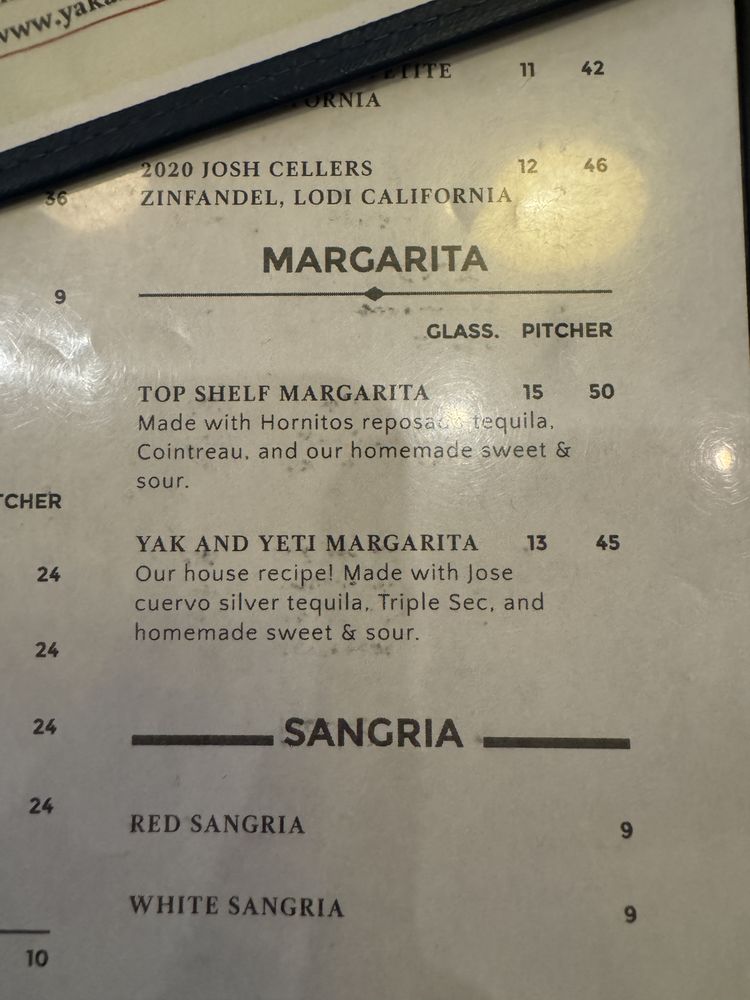 www.yak
ETITE 11 42
ORNIA
2020 JOSH CELLERS 12 46
36 ZINFANDEL, LODI CALIFORNIA
MARGARITA
9
GLASS. PITCHER
TOP SHELF MARGARITA 15 50
Made with Hornitos reposado tequila,
Cointreau, and our homemade sweet &
sour.
TCHER
YAK AND YETI MARGARITA 13 45
24 Our house recipe! Made with Jose
cuervo silver tequila, Triple Sec, and
24 homemade sweet & sour.
24 SANGRIA
24
RED SANGRIA 9
WHITE SANGRIA 9
10